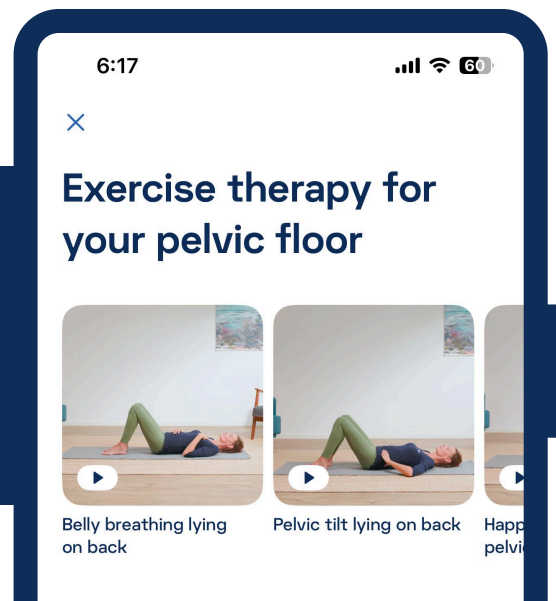 6:17
60
Exercise therapy for
your pelvic floor
Belly breathing lying
on back
Pelvic tilt lying on back